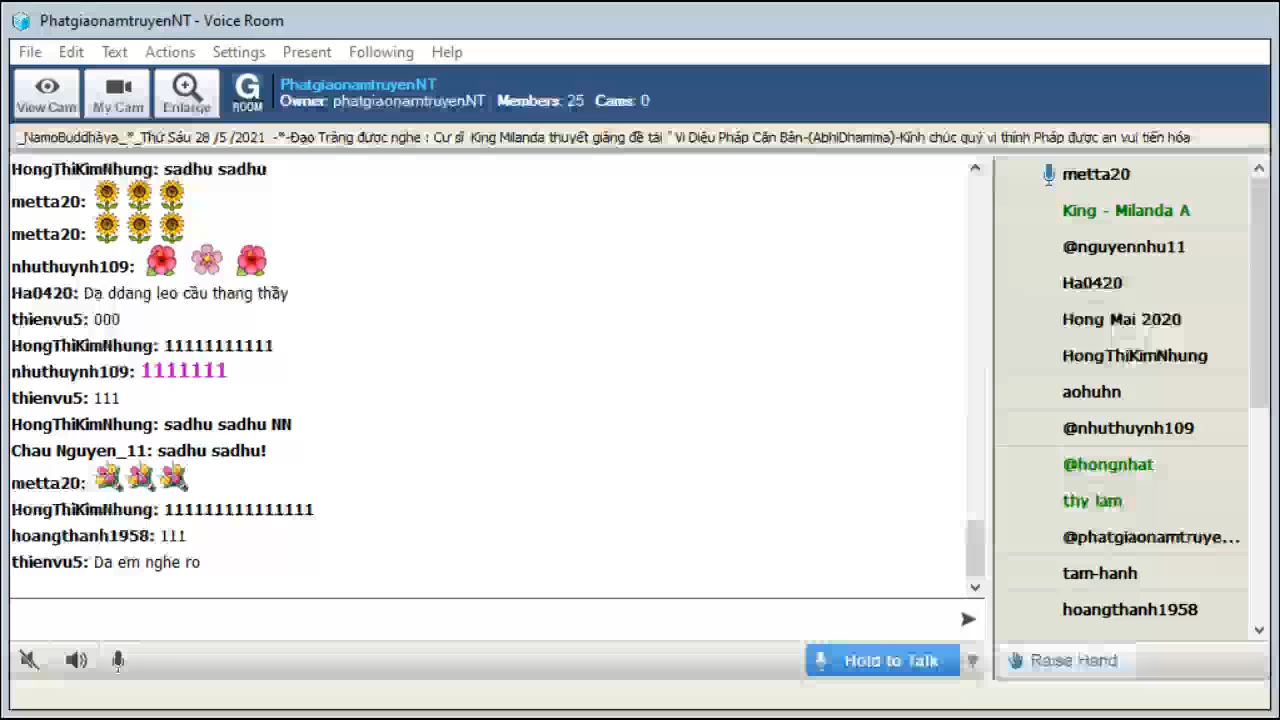 PhatgiaonamtruyenNT - Voice Room
File Edit Text Actions Settings Present Following Help
View Cam My Cam Enlarge G ROOM
PhatgiaonamtruyenNT
Owner: phatgiaonamtruyenNT Members: 25 Cams: 0
_NamoBuddhàya_*_Thứ Sáu 28 /5 /2021 -*-Đạo Tràng được nghe : Cư sĩ King Milanda thuyết giảng đề tài " Vi Diệu Pháp Căn Bản-(AbhiDhamma)-Kính chúc quý vị thính Pháp được an vui tiến hóa
HongThiKimNhung: sadhu sadhu
metta20:
metta20:
nhuthuynh109:
Ha0420: Dạ ddang leo cầu thang thầy
thienvu5: 000
HongThiKimNhung: 11111111111
nhuthuynh109: 1111111
thienvu5: 111
HongThiKimNhung: sadhu sadhu NN
Chau Nguyen_11: sadhu sadhu!
metta20:
HongThiKimNhung: 111111111111111
hoangthanh1958: 111
thienvu5: Da em nghe ro
Hold to Talk
metta20
King - Milanda A
@nguyennhu11
Ha0420
Hong Mai 2020
HongThiKimNhung
aohuhn
@nhuthuynh109
@hongnhat
thy lam
@phatgiaonamtruye...
tam-hanh
hoangthanh1958
Raise Hand